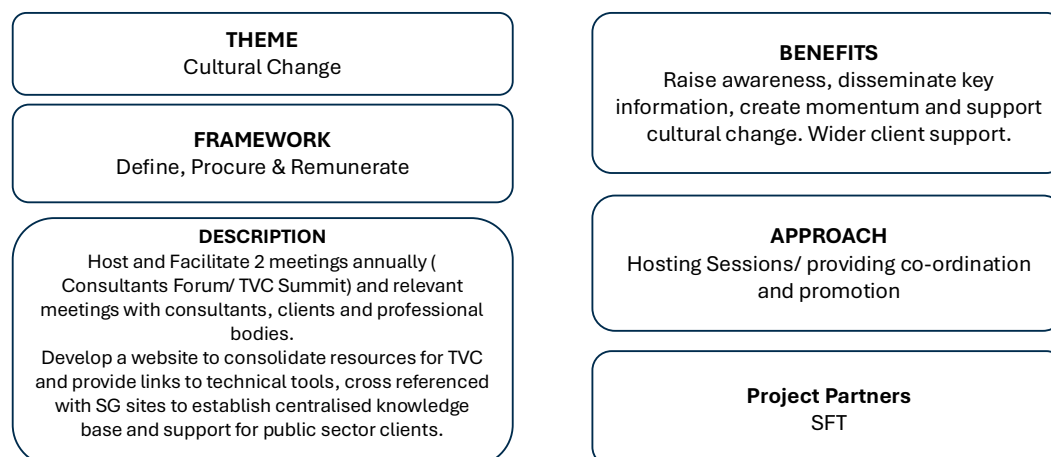 THEME
Cultural Change
FRAMEWORK
Define, Procure & Remunerate
DESCRIPTION
Host and Facilitate 2 meetings annually (
Consultants Forum/ TVC Summit) and relevant
meetings with consultants, clients and professional
bodies.
Develop a website to consolidate resources for TVC
and provide links to technical tools, cross referenced
with SG sites to establish centralised knowledge
base and support for public sector clients.
BENEFITS
Raise awareness, disseminate key
information, create momentum and support
cultural change. Wider client support.
APPROACH
Hosting Sessions/ providing co-ordination
and promotion
Project Partners
SFT